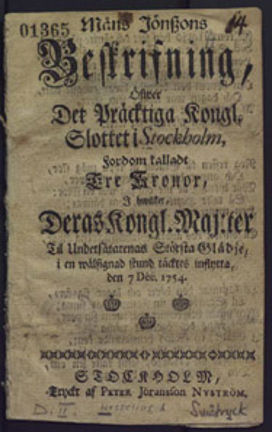 01365
14.
Måns Jönßons
Beskrifning,
Öfwer
Det Präcktiga Kongl.
Slottet i Stockholm,
Fordom kalladt
Tre Kronor,
I hwilket
Deras Kongl. Maj:ter
Til Undersåtarenas Största Glädje,
i en wälsignad stund täcktes inflytta,
den 7 Dec. 1754.
STOCKHOLM,
Tryckt af PETER Jöransson NYSTRÖM.
Småtryck